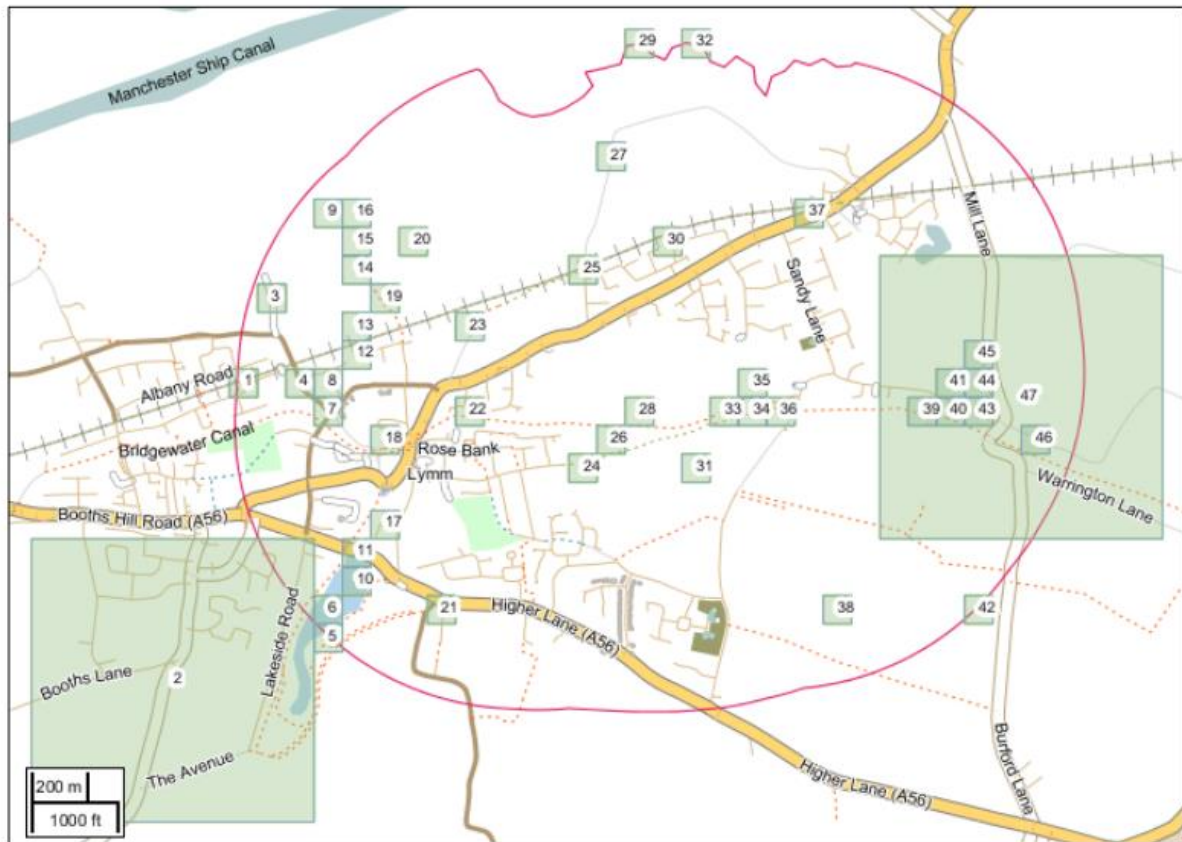 Manchester Ship Canal
29
32
27
9
16
37
15
20
30
14
25
Mill Lane
Sandy Lane
3
19
13
23
12
45
Albany Road
1
4
8
35
41
44
47
7
22
28
33
34
36
39
40
43
Bridgewater Canal
18
Rose Bank
26
46
Lymm
24
31
Warrington Lane
Booths Hill Road (A56)
17
11
10
Lakeside Road
6
21
Higher Lane (A56)
38
42
5
Booths Lane
2
The Avenue
Burford Lane
Higher Lane (A56)
200 m
1000 ft